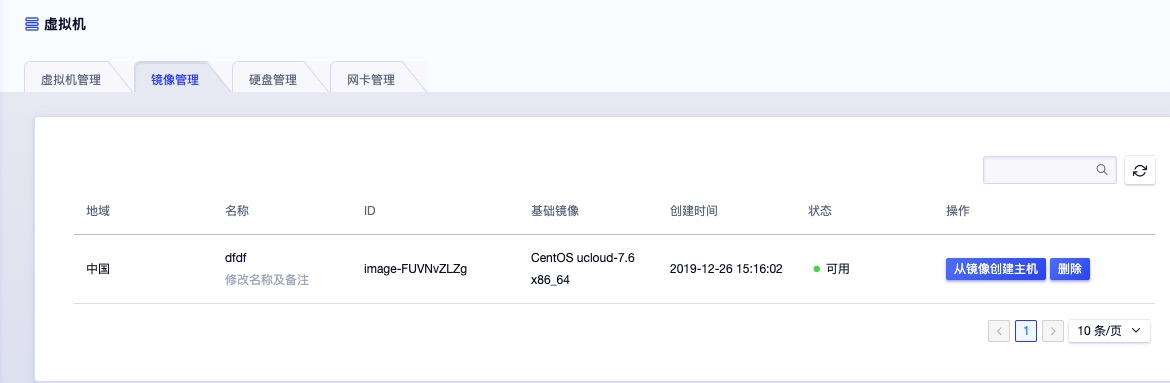 虚拟机
虚拟机管理 镜像管理 硬盘管理 网卡管理
地域 名称 ID 基础镜像 创建时间 状态 操作
中国 dfdf 修改名称及备注 image-FUVNvZLZg CentOS ucloud-7.6 x86_64 2019-12-26 15:16:02 可用 从镜像创建主机 删除
1 10 条/页